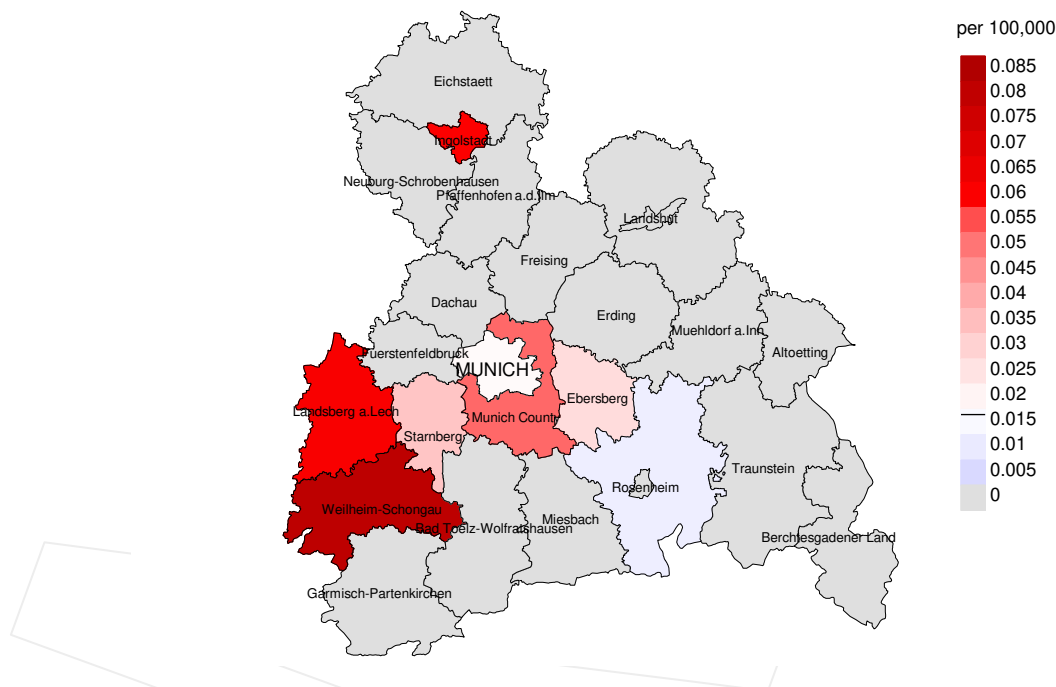 per 100,000
0.085
0.08
0.075
0.07
0.065
0.06
0.055
0.05
0.045
0.04
0.035
0.03
0.025
0.02
0.015
0.01
0.005
0
Eichstaett
Ingolstadt
Neuburg-Schrobenhausen
Pfaffenhofen a.d.Ilm
Landshut
Freising
Dachau
Erding
Muehldorf a.Inn
Altoetting
Fuerstenfeldbruck
MUNICH
Ebersberg
Landsberg a.Lech
Munich County
Starnberg
Traunstein
Rosenheim
Weilheim-Schongau
Miesbach
Bad Toelz-Wolfratshausen
Berchtesgadener Land
Garmisch-Partenkirchen